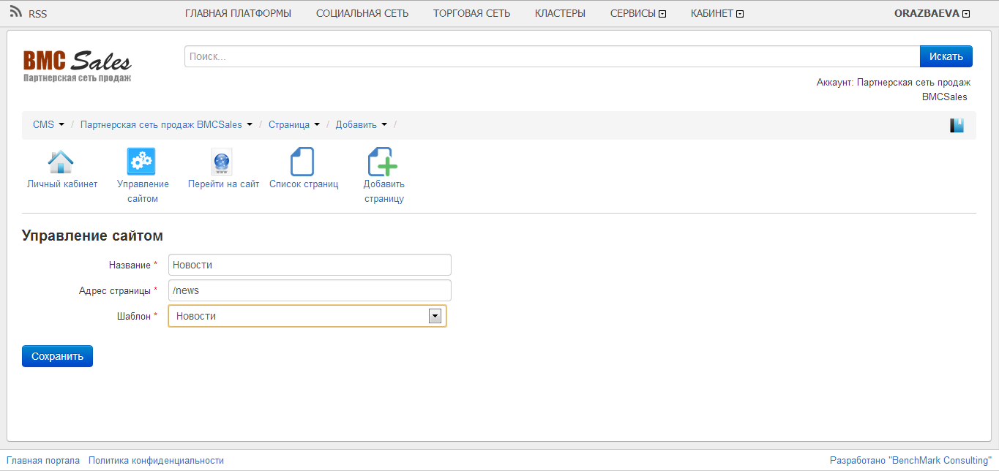 RSS ГЛАВНАЯ ПЛАТФОРМЫ СОЦИАЛЬНАЯ СЕТЬ ТОРГОВАЯ СЕТЬ КЛАСТЕРЫ СЕРВИСЫ КАБИНЕТ ORAZBAEVA
BMC Sales
Партнерская сеть продаж
Поиск... Искать
Аккаунт: Партнерская сеть продаж
BMCSales
CMS / Партнерская сеть продаж BMCSales / Страница / Добавить /
Личный кабинет
Управление
сайтом
Перейти на сайт
Список страниц
Добавить
страницу
Управление сайтом
Название * Новости
Адрес страницы * /news
Шаблон * Новости
Сохранить
Главная портала Политика конфиденциальности Разработано "BenchMark Consulting"